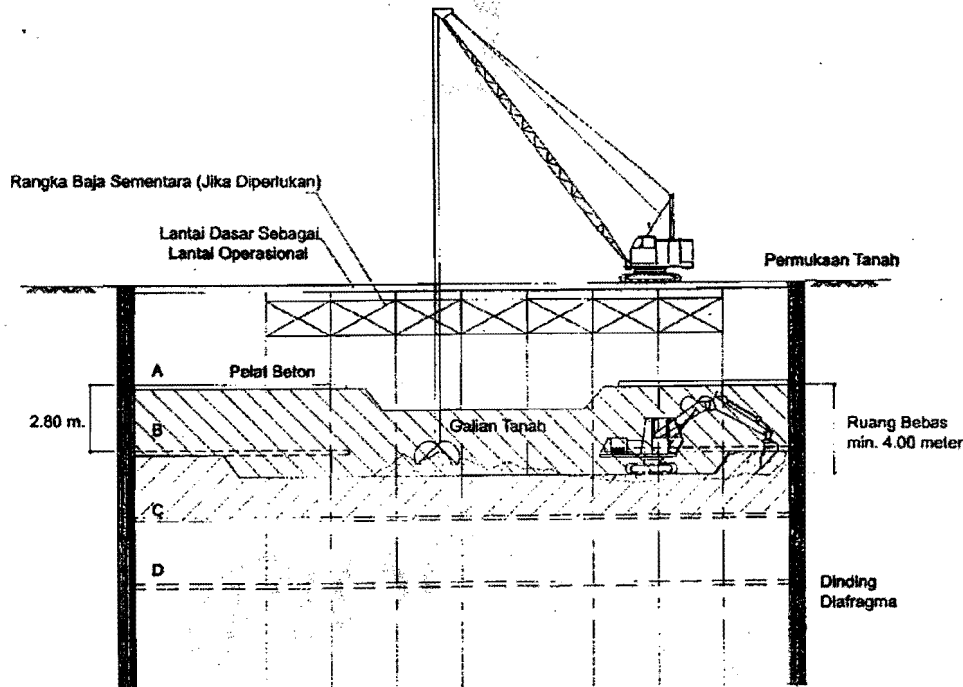 Rangka Baja Sementara (Jika Diperlukan)
Lantai Dasar Sebagai
Lantai Operasional
Permukaan Tanah
A
Pelat Beton
2.80 m.
B
Galian Tanah
Ruang Bebas
min. 4.00 meter
C
D
Dinding
Diafragma